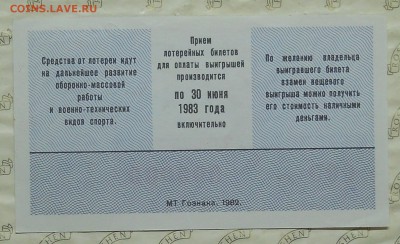 COINS.LAVE.RU
Средства от лотереи идут
на дальнейшее развитие
оборонно-массовой
работы
и военно-технических
видов спорта.
Прием
лотерейных билетов
для оплаты выигрышей
производится
по 30 июня
1983 года
включительно
По желанию владельца
выигравшего билета
взамен вещевого
выигрыша можно получить
его стоимость наличными
деньгами.
МТ Гознака. 1982.